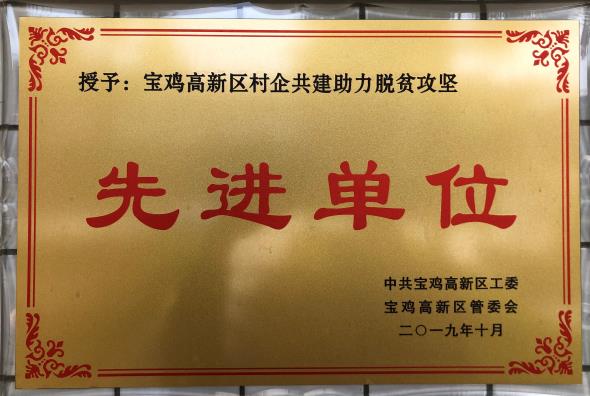 授予：宝鸡高新区村企共建助力脱贫攻坚
先进单位
中共宝鸡高新区工委
宝鸡高新区管委会
二〇一九年十月